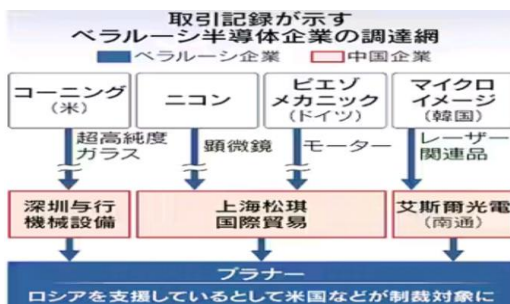 取引記録が示す
ベラルーシ半導体企業の調達網
ベラルーシ企業 中国企業
コーニング
(米)
ニコン
ピエゾ
メカニック
(ドイツ)
マイクロ
イメージ
(韓国)
超高純度
ガラス
顕微鏡
モーター
レーザー
関連品
深圳与行
機械設備
上海松琪
国際貿易
艾斯爾光電
(南通)
プラナー
ロシアを支援しているとして米国などが制裁対象に